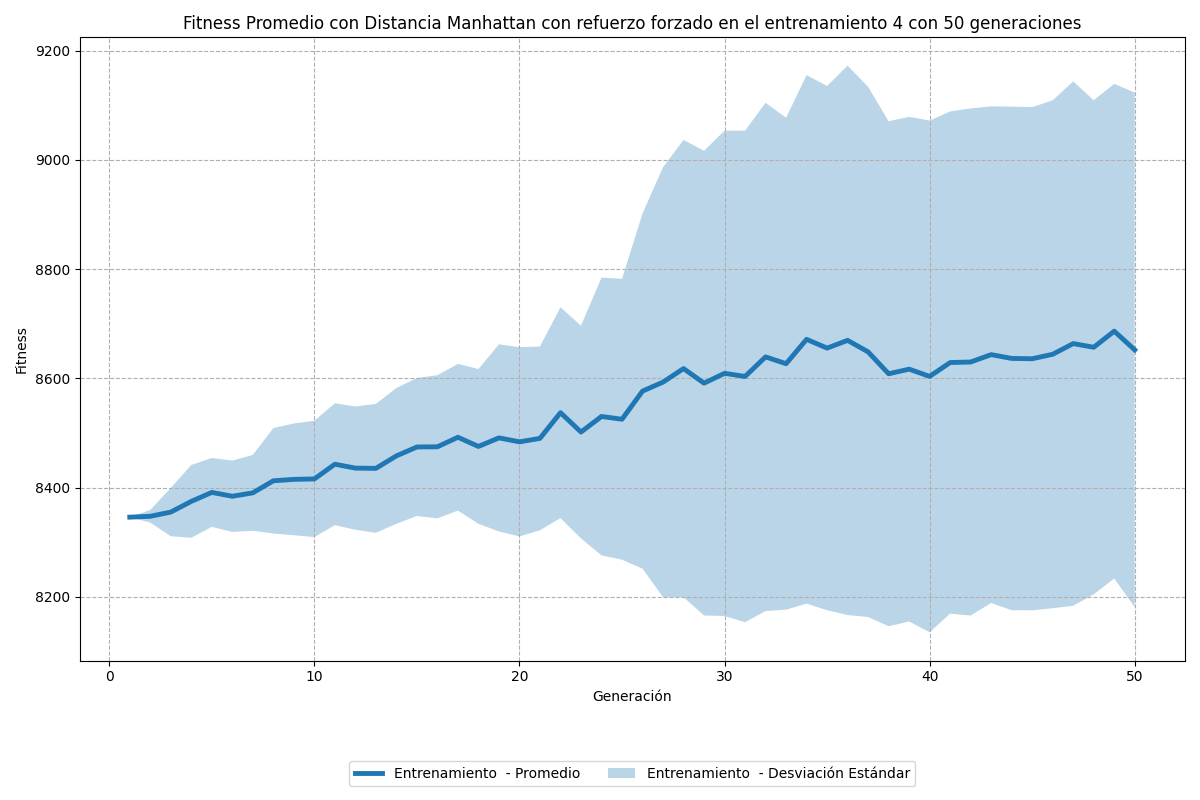 Fitness Promedio con Distancia Manhattan con refuerzo forzado en el entrenamiento 4 con 50 generaciones
9200
9000
8800
8600
8400
8200
Fitness
0 10 20 30 40 50
Generación
Entrenamiento - Promedio Entrenamiento - Desviación Estándar